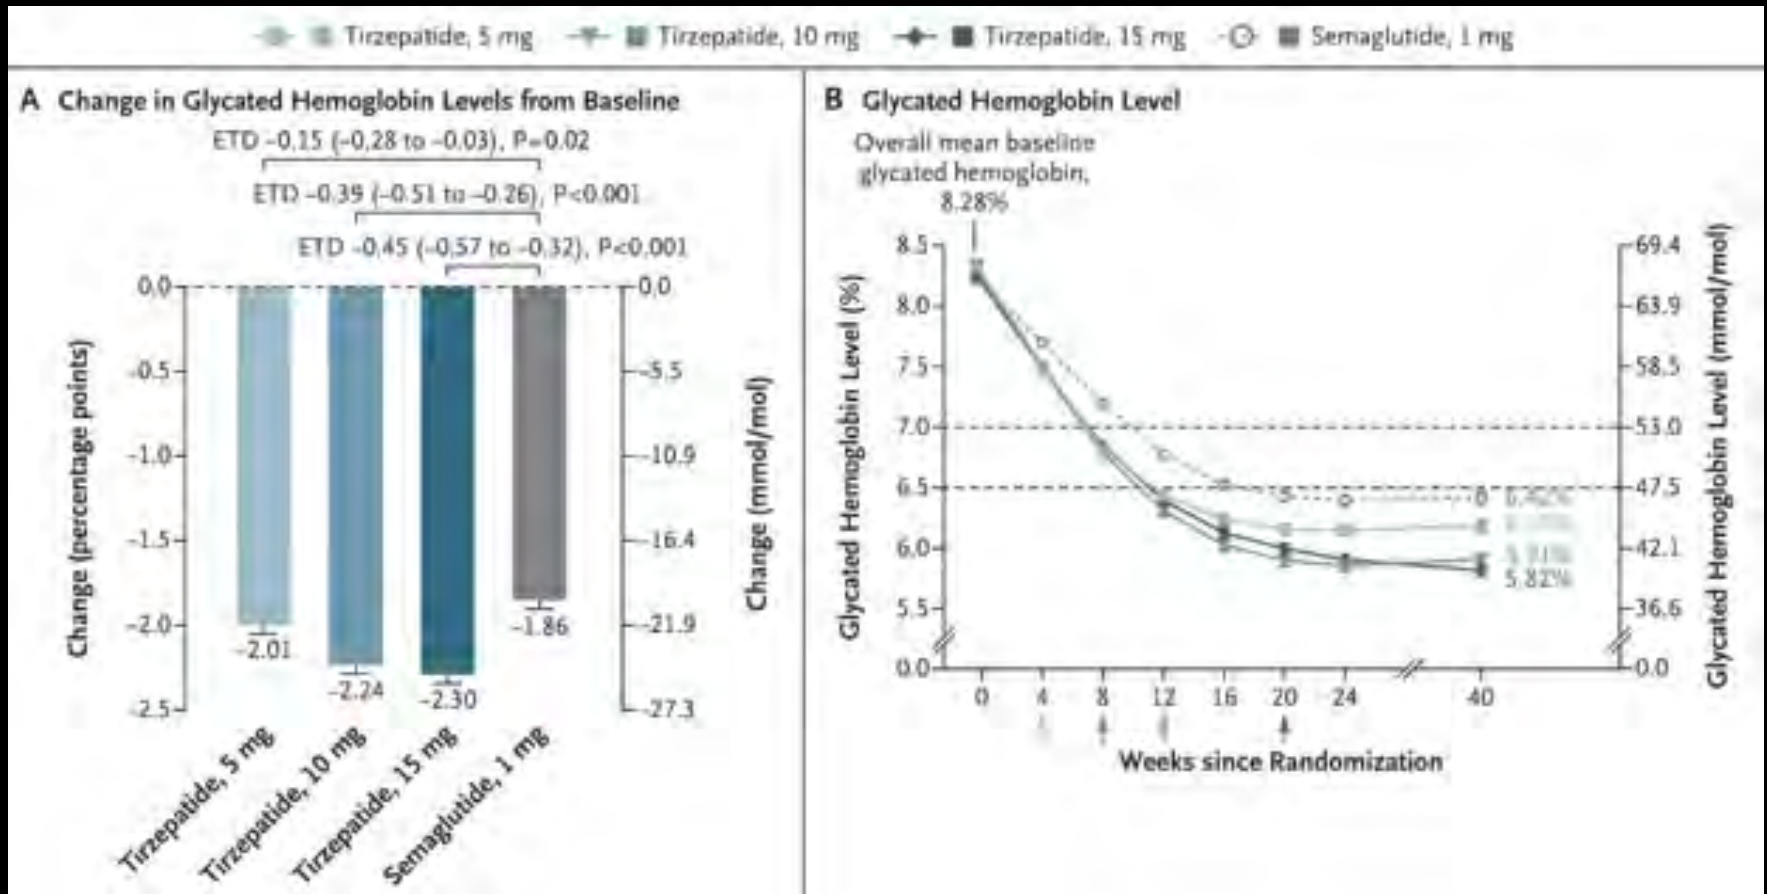 Tirzepatide, 5 mg
Tirzepatide, 10 mg
Tirzepatide, 15 mg
Semaglutide, 1 mg
A Change in Glycated Hemoglobin Levels from Baseline
ETD –0.15 (–0.28 to –0.03), P=0.02
ETD –0.39 (–0.51 to –0.26), P<0.001
ETD –0.45 (–0.57 to –0.32), P<0.001
Change (percentage points)
0.0
–0.5
–1.0
–1.5
–2.0
–2.5
–2.01
–2.24
–2.30
–1.86
0.0
–5.5
–10.9
–16.4
–21.9
–27.3
Change (mmol/mol)
Tirzepatide, 5 mg
Tirzepatide, 10 mg
Tirzepatide, 15 mg
Semaglutide, 1 mg
B Glycated Hemoglobin Level
Overall mean baseline
glycated hemoglobin,
8.28%
Glycated Hemoglobin Level (%)
8.5
8.0
7.5
7.0
6.5
6.0
5.5
0.0
6.42%
5.82%
69.4
63.9
58.5
53.0
47.5
42.1
36.6
0.0
Glycated Hemoglobin Level (mmol/mol)
0 4 8 12 16 20 24 40
Weeks since Randomization